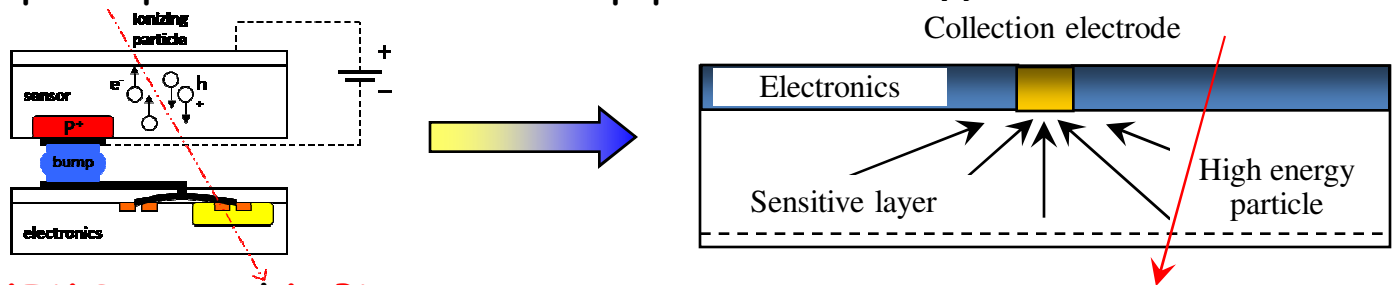 Ionizing
particle
+
−
e⁻
h
+
sensor
P⁺
bump
electronics
Collection electrode
Electronics
Sensitive layer
High energy
particle